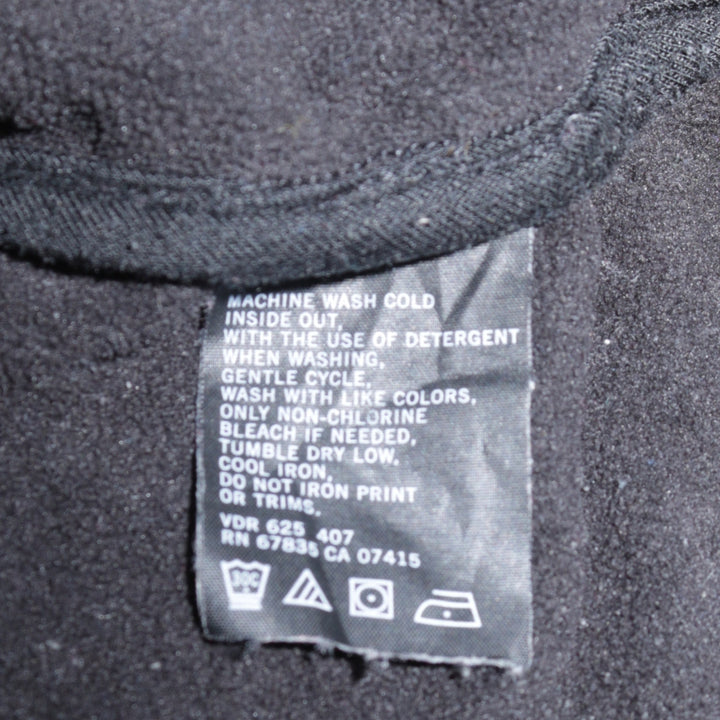 MACHINE WASH COLD
INSIDE OUT,
WITH THE USE OF DETERGENT
WHEN WASHING,
GENTLE CYCLE,
WASH WITH LIKE COLORS,
ONLY NON-CHLORINE
BLEACH IF NEEDED,
TUMBLE DRY LOW,
COOL IRON,
DO NOT IRON PRINT
OR TRIMS.
VDR 625 407
RN 67835 CA 07415
30C